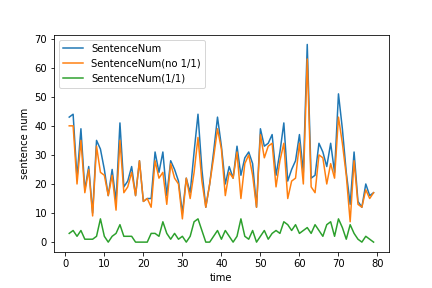 70
60
50
40
30
20
10
0
sentence num
SentenceNum
SentenceNum(no 1/1)
SentenceNum(1/1)
0 10 20 30 40 50 60 70 80
time